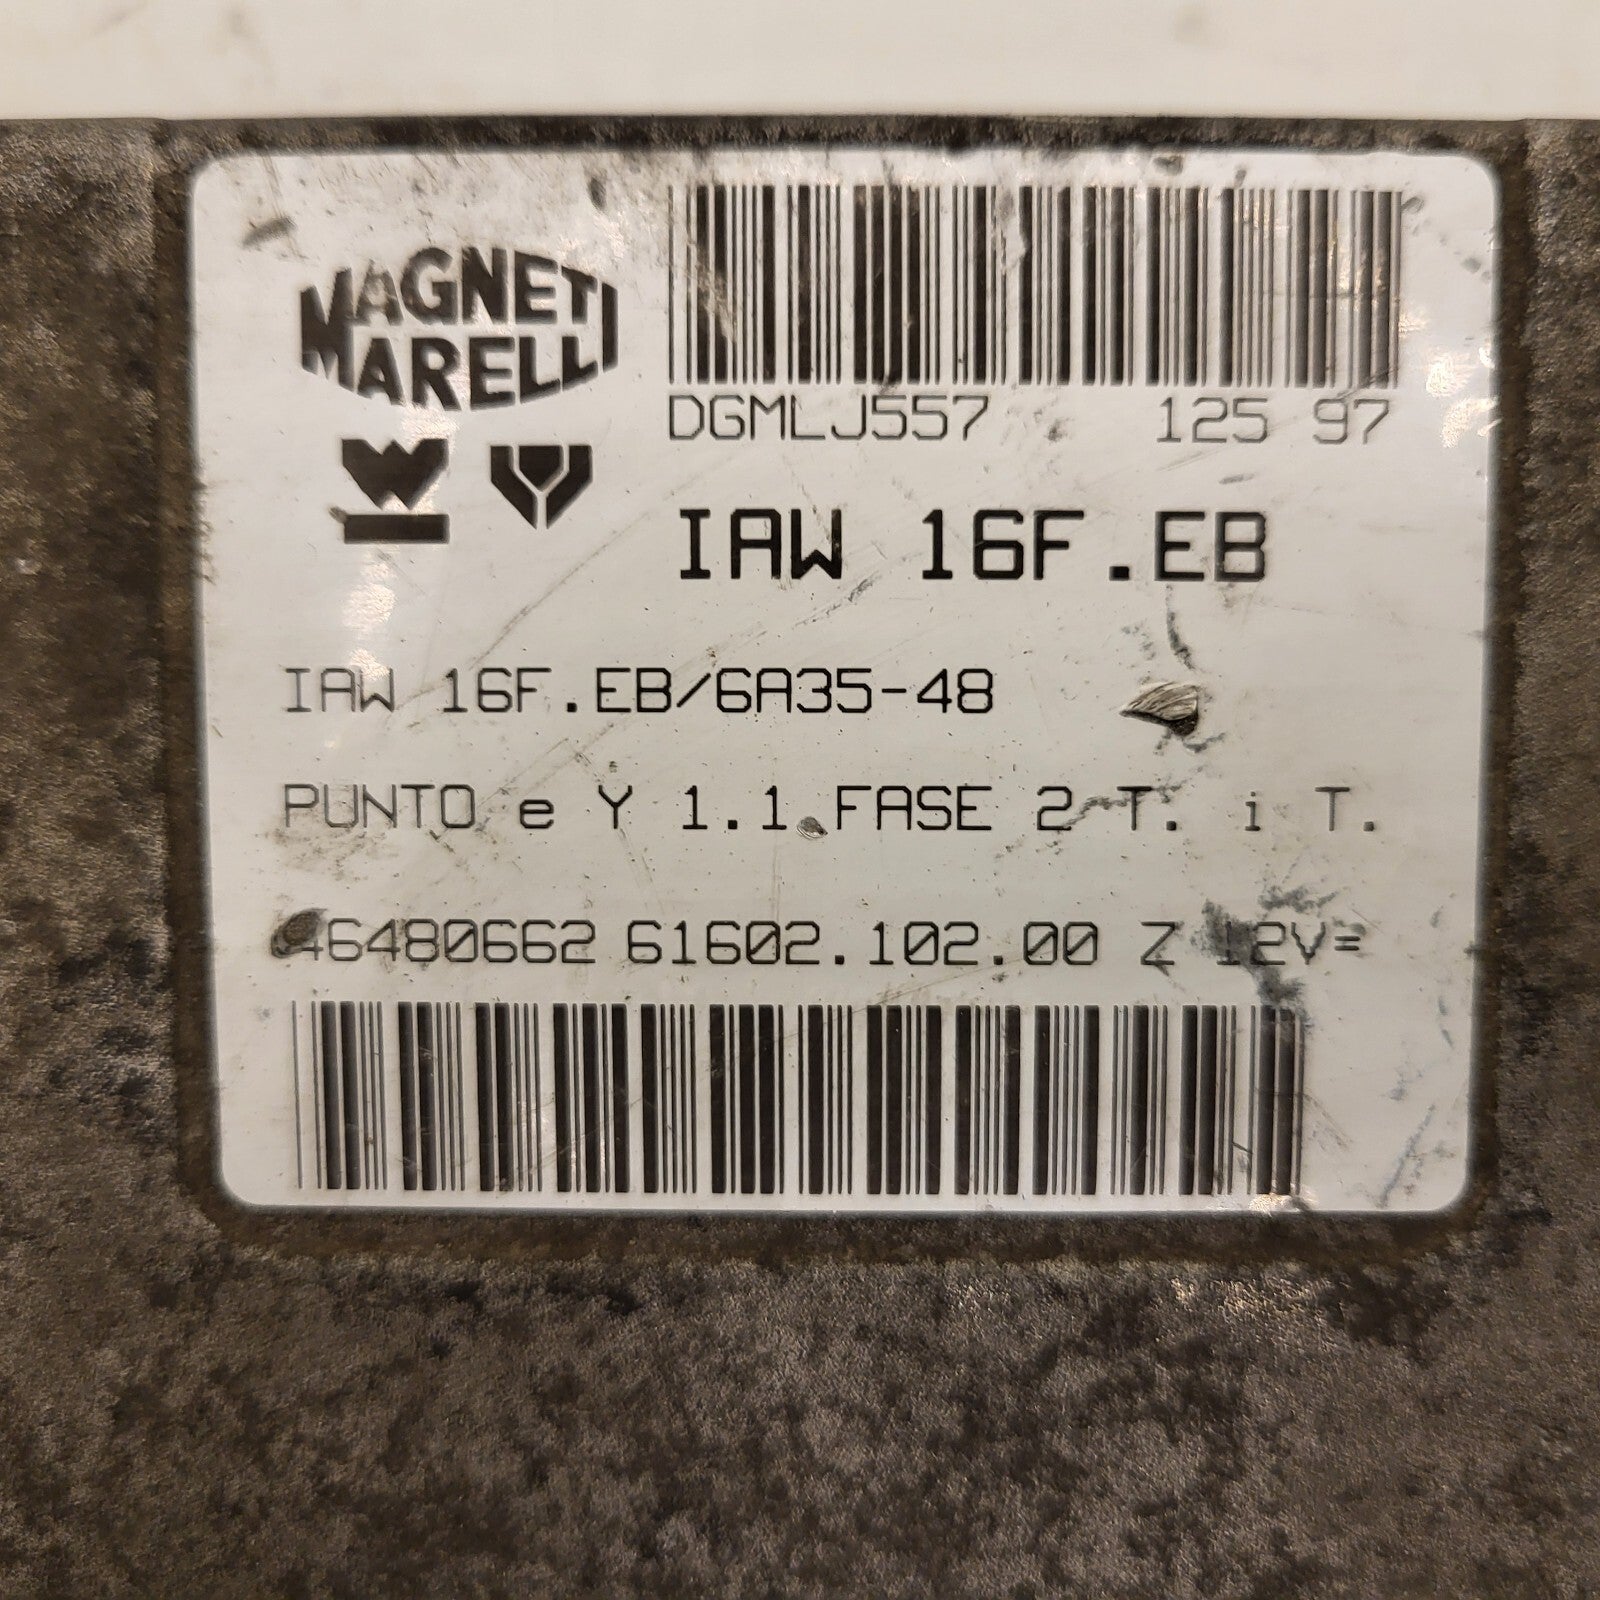 MAGNETI
MARELLI
DGMLJ557 125 97
IAW 16F.EB
IAW 16F.EB/6A35-48
PUNTO e Y 1.1 FASE 2 T. i T.
46480662 61602.102.00 Z 12V=